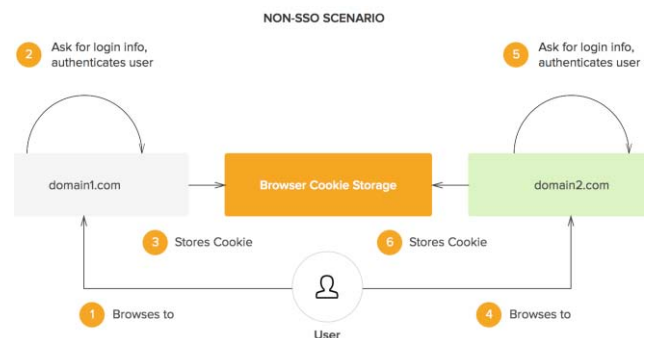 NON-SSO SCENARIO
2 Ask for login info,
authenticates user
5 Ask for login info,
authenticates user
domain1.com
Browser Cookie Storage
domain2.com
3 Stores Cookie
6 Stores Cookie
1 Browses to
4 Browses to
User